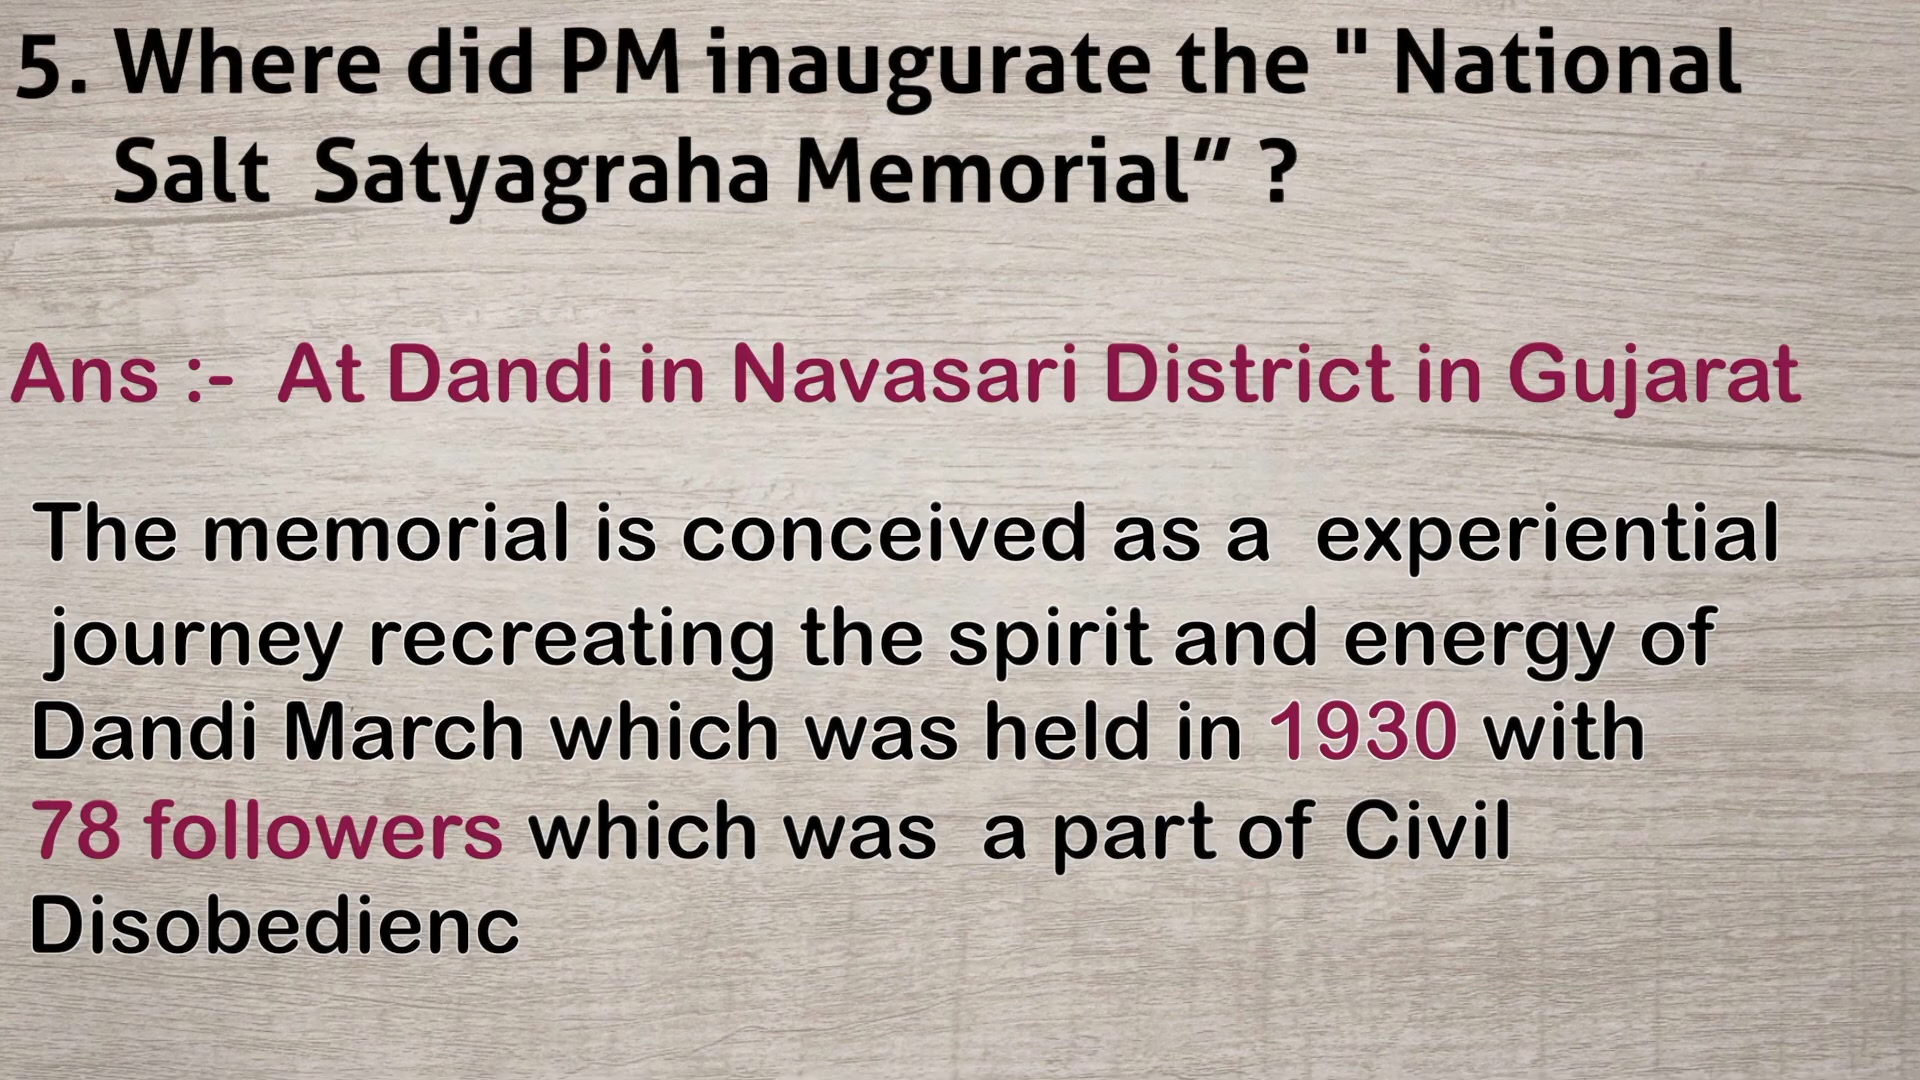 5. Where did PM inaugurate the " National
Salt Satyagraha Memorial” ?
Ans :- At Dandi in Navasari District in Gujarat
The memorial is conceived as a experiential
journey recreating the spirit and energy of
Dandi March which was held in 1930 with
78 followers which was a part of Civil
Disobedienc